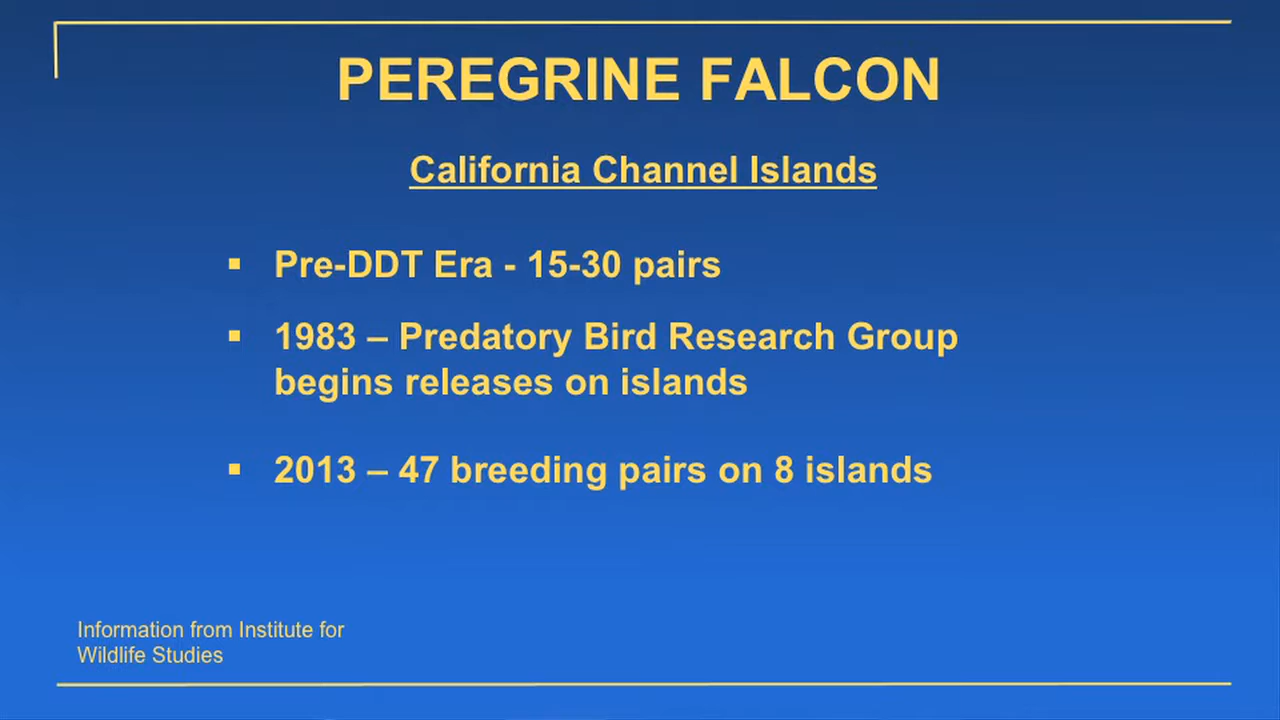 PEREGRINE FALCON
California Channel Islands
▪ Pre-DDT Era - 15-30 pairs
▪ 1983 – Predatory Bird Research Group
begins releases on islands
▪ 2013 – 47 breeding pairs on 8 islands
Information from Institute for
Wildlife Studies